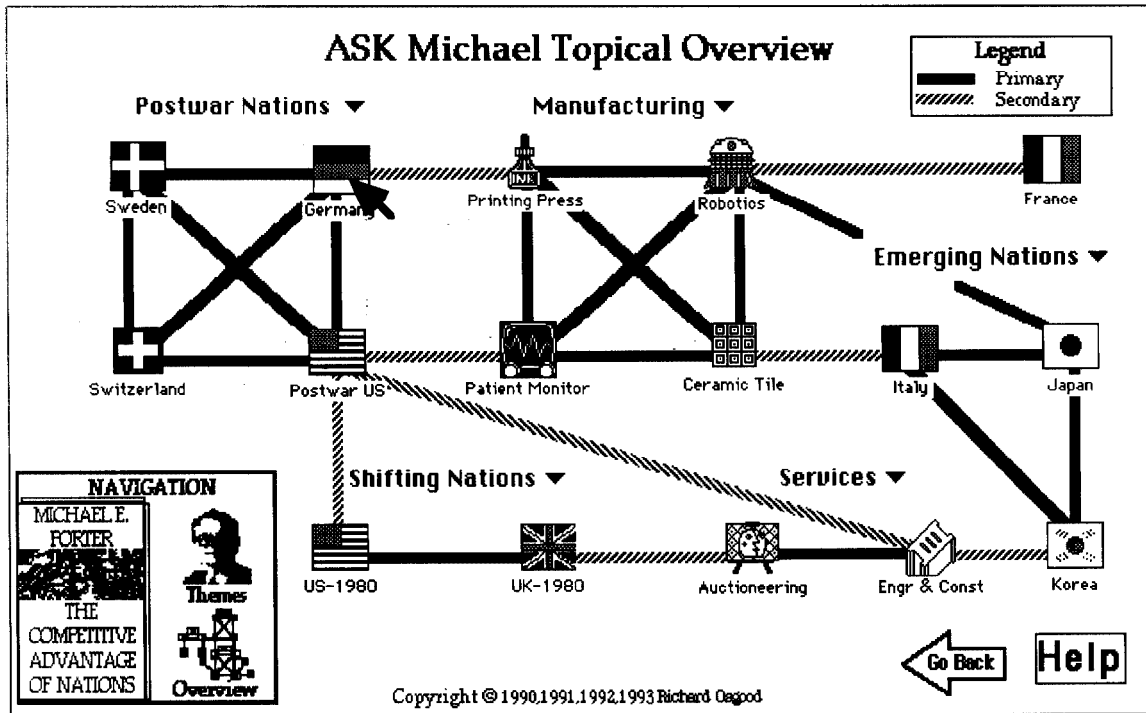 ASK Michael Topical Overview
Legend
Primary
Secondary
Postwar Nations
Manufacturing
Sweden
Germany
INK
Printing Press
Robotics
France
Emerging Nations
Switzerland
Postwar US
Patient Monitor
Ceramic Tile
Italy
Japan
Shifting Nations
Services
US-1980
UK-1980
Auctioneering
Engr & Const
Korea
NAVIGATION
MICHAEL E.
PORTER
THE
COMPETITIVE
ADVANTAGE
OF NATIONS
Themes
Overview
Go Back
Help
Copyright © 1990,1991,1992,1993 Richard Osgood